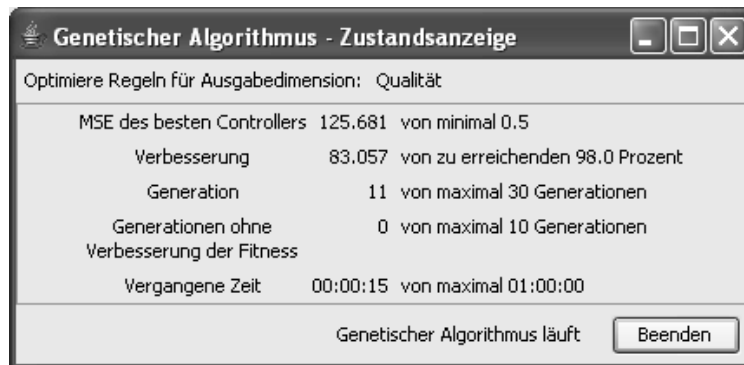 Genetischer Algorithmus - Zustandsanzeige
Optimiere Regeln für Ausgabedimension: Qualität
MSE des besten Controllers 125.681 von minimal 0.5
Verbesserung 83.057 von zu erreichenden 98.0 Prozent
Generation 11 von maximal 30 Generationen
Generationen ohne 0 von maximal 10 Generationen
Verbesserung der Fitness
Vergangene Zeit 00:00:15 von maximal 01:00:00
Genetischer Algorithmus läuft Beenden